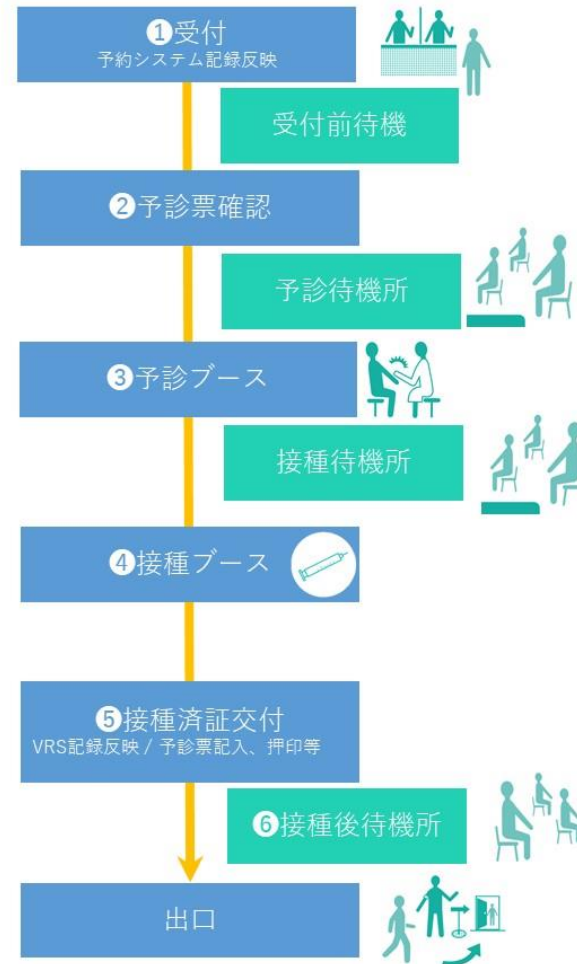 ❶受付
予約システム記録反映
受付前待機
❷予診票確認
予診待機所
❸予診ブース
接種待機所
❹接種ブース
❺接種済証交付
VRS記録反映 / 予診票記入、押印等
❻接種後待機所
出口